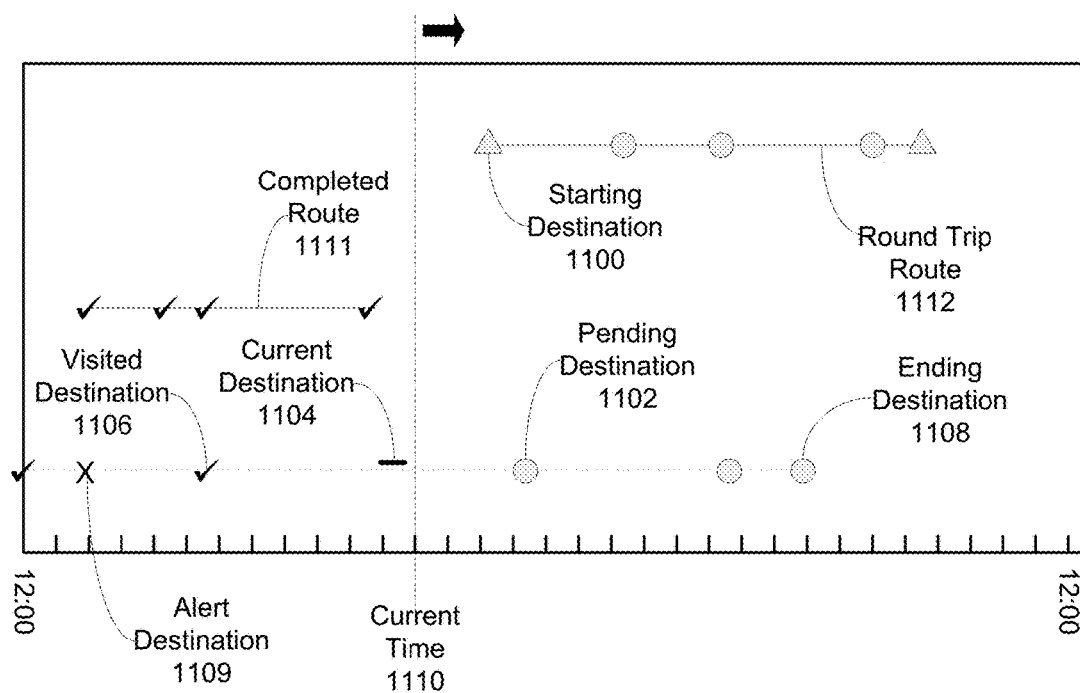 Completed
Route
1111
Starting
Destination
1100
Round Trip
Route
1112
Visited
Destination
1106
Current
Destination
1104
Pending
Destination
1102
Ending
Destination
1108
X
12:00
12:00
Alert
Destination
1109
Current
Time
1110